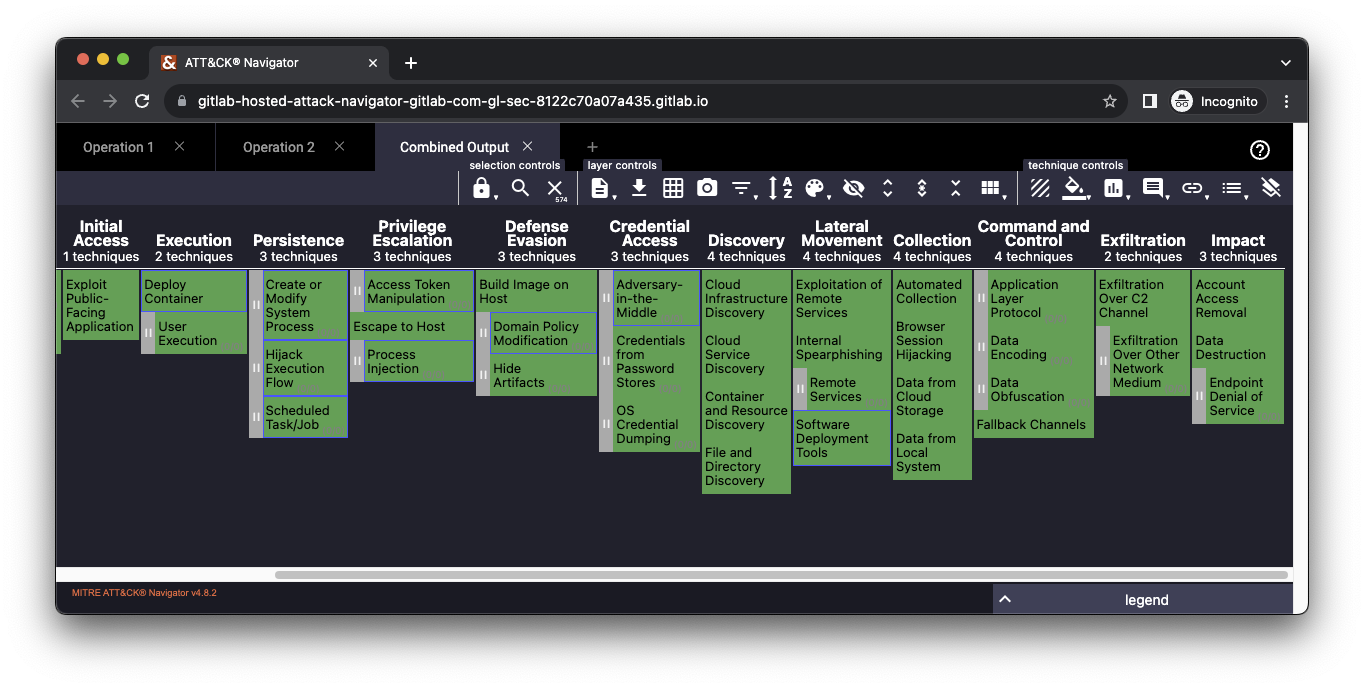 ATT&CK® Navigator
gitlab-hosted-attack-navigator-gitlab-com-gl-sec-8122c70a07a435.gitlab.io
Incognito
Operation 1
Operation 2
Combined Output
selection controls
layer controls
technique controls
574
Initial
Access
1 techniques
Exploit
Public-
Facing
Application
Execution
2 techniques
Deploy
Container
User
Execution
Persistence
3 techniques
Create or
Modify
System
Process
Hijack
Execution
Flow
Scheduled
Task/Job
Privilege
Escalation
3 techniques
Access Token
Manipulation
Escape to Host
Process
Injection
Defense
Evasion
3 techniques
Build Image on
Host
Domain Policy
Modification
Hide
Artifacts
Credential
Access
3 techniques
Adversary-
in-the-
Middle
Credentials
from
Password
Stores
OS
Credential
Dumping
Discovery
4 techniques
Cloud
Infrastructure
Discovery
Cloud
Service
Discovery
Container
and Resource
Discovery
File and
Directory
Discovery
Lateral
Movement
4 techniques
Exploitation of
Remote
Services
Internal
Spearphishing
Remote
Services
Software
Deployment
Tools
Collection
4 techniques
Automated
Collection
Browser
Session
Hijacking
Data from
Cloud
Storage
Data from
Local
System
Command and
Control
4 techniques
Application
Layer
Protocol
Data
Encoding
Data
Obfuscation
Fallback Channels
Exfiltration
2 techniques
Exfiltration
Over C2
Channel
Exfiltration
Over Other
Network
Medium
Impact
3 techniques
Account
Access
Removal
Data
Destruction
Endpoint
Denial of
Service
MITRE ATT&CK® Navigator v4.8.2
legend